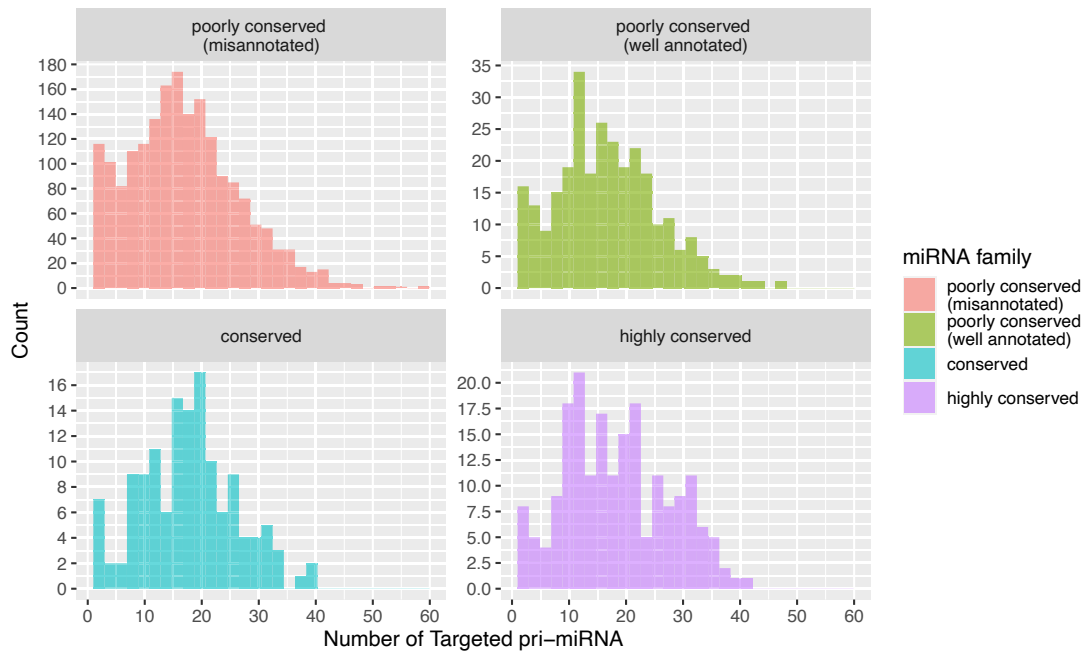 poorly conserved
(misannotated)
poorly conserved
(well annotated)
180
160
140
120
100
80
60
40
20
0
35
30
25
20
15
10
5
0
conserved
highly conserved
16
14
12
10
8
6
4
2
0
20.0
17.5
15.0
12.5
10.0
7.5
5.0
2.5
0.0
0 10 20 30 40 50 60
0 10 20 30 40 50 60
Number of Targeted pri−miRNA
Count
miRNA family
poorly conserved
(misannotated)
poorly conserved
(well annotated)
conserved
highly conserved